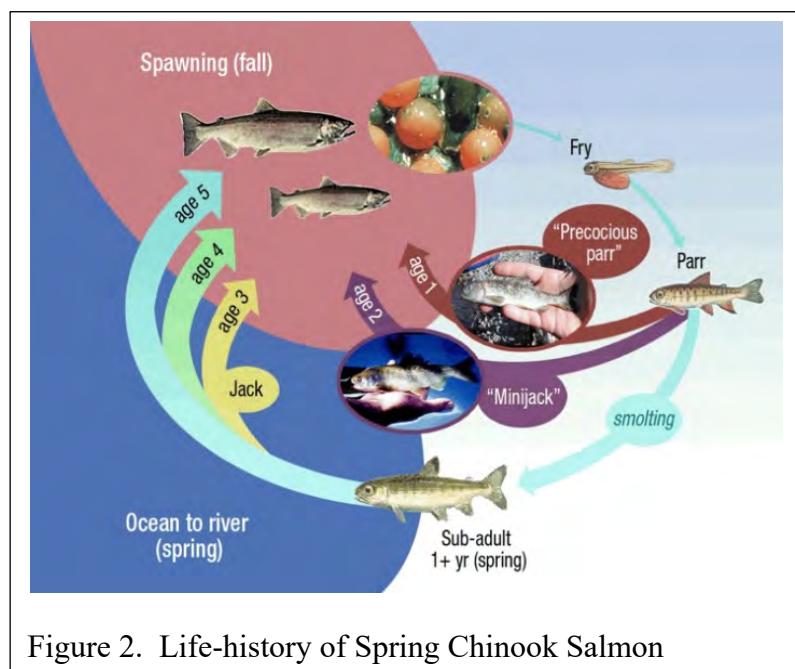 Spawning (fall)
Fry
"Precocious
parr"
Parr
age 5
age 4
age 3
age 2
age 1
Jack
"Minijack"
smolting
Ocean to river
(spring)
Sub-adult
1+ yr (spring)
Figure 2.  Life-history of Spring Chinook Salmon